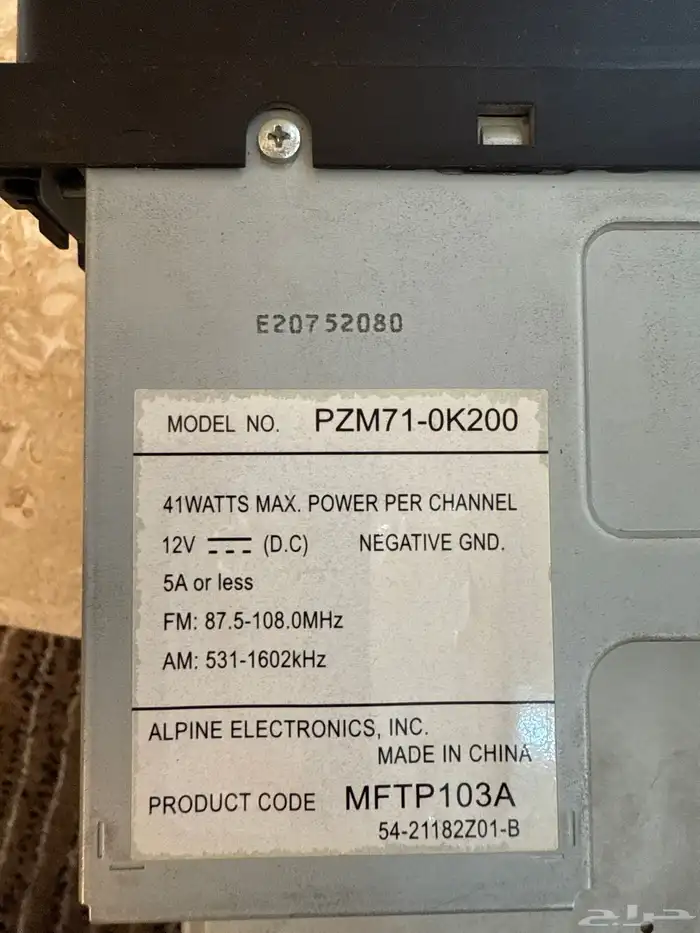 E20752080
MODEL NO. PZM71-0K200
41WATTS MAX. POWER PER CHANNEL
12V (D.C) NEGATIVE GND.
5A or less
FM: 87.5-108.0MHz
AM: 531-1602kHz
ALPINE ELECTRONICS, INC.
MADE IN CHINA
PRODUCT CODE MFTP103A
54-21182Z01-B
حراج